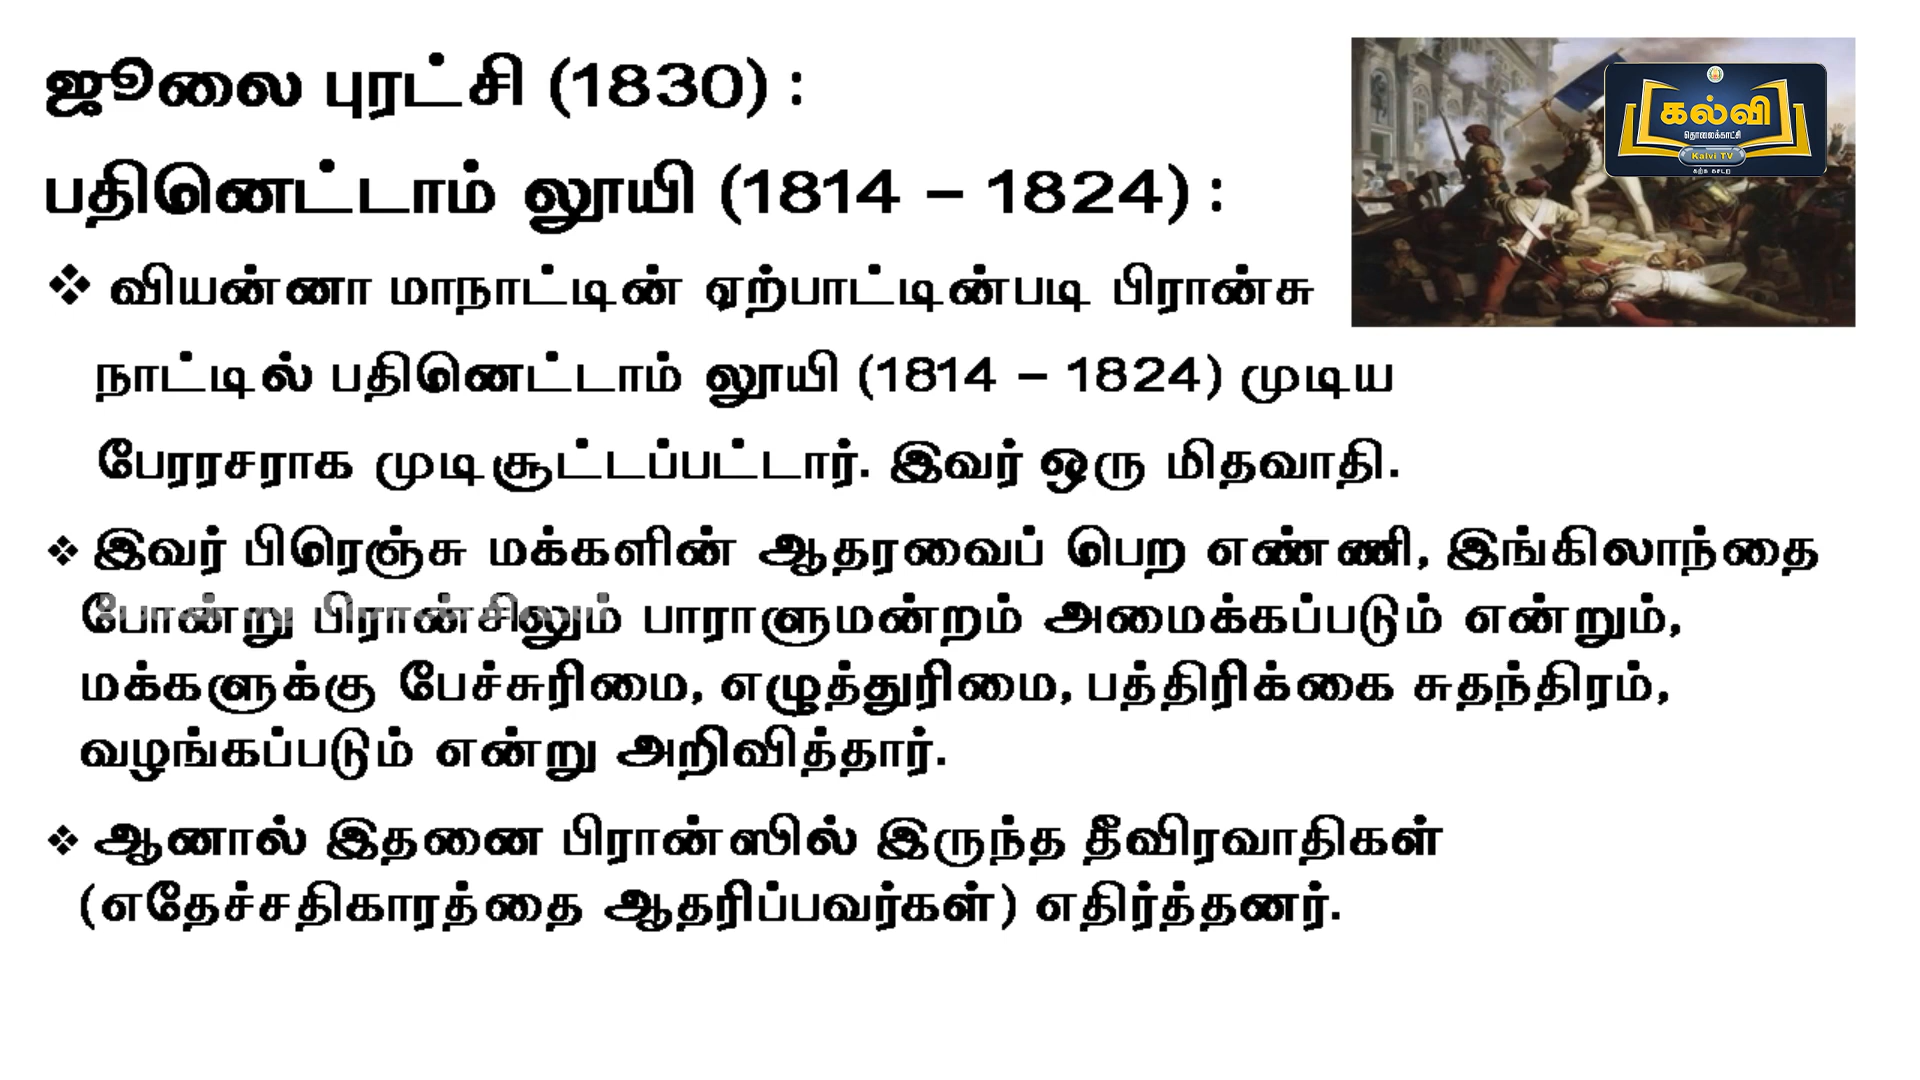 ஜூலை புரட்சி (1830) :
பதினெட்டாம் லூயி (1814 – 1824) :
❖ வியன்னா மாநாட்டின் ஏற்பாட்டின்படி பிரான்சு
நாட்டில் பதினெட்டாம் லூயி (1814 – 1824) முடிய
பேரரசராக முடிசூட்டப்பட்டார். இவர் ஒரு மிதவாதி.
❖ இவர் பிரெஞ்சு மக்களின் ஆதரவைப் பெற எண்ணி, இங்கிலாந்தை
போன்று பிரான்சிலும் பாராளுமன்றம் அமைக்கப்படும் என்றும்,
மக்களுக்கு பேச்சுரிமை, எழுத்துரிமை, பத்திரிக்கை சுதந்திரம்,
வழங்கப்படும் என்று அறிவித்தார்.
❖ ஆனால் இதனை பிரான்ஸில் இருந்த தீவிரவாதிகள்
(எதேச்சதிகாரத்தை ஆதரிப்பவர்கள்) எதிர்த்தனர்.
கல்வி
தொலைக்காட்சி
Kalvi TV
கற்க கசடற